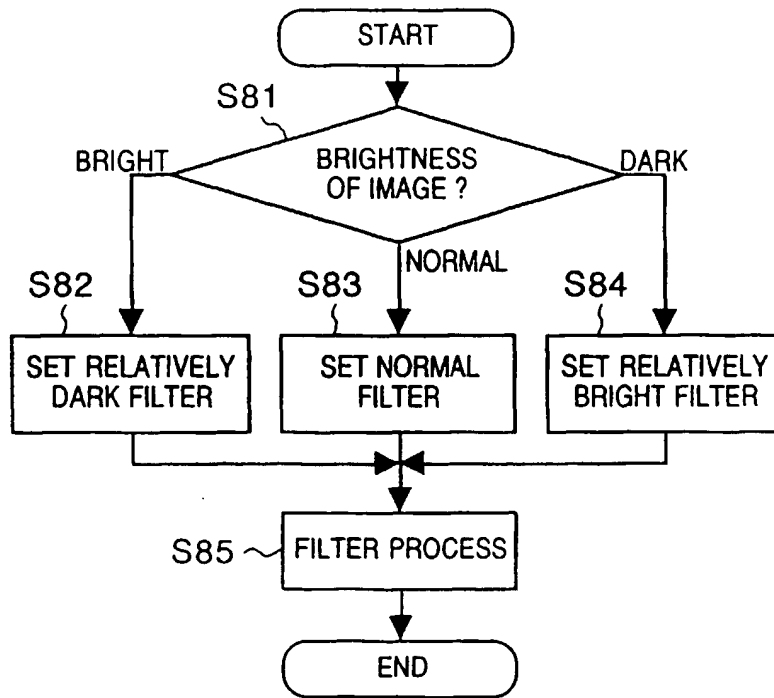 START
S81
BRIGHT
BRIGHTNESS
OF IMAGE ?
DARK
NORMAL
S82
S83
S84
SET RELATIVELY
DARK FILTER
SET NORMAL
FILTER
SET RELATIVELY
BRIGHT FILTER
S85
FILTER PROCESS
END